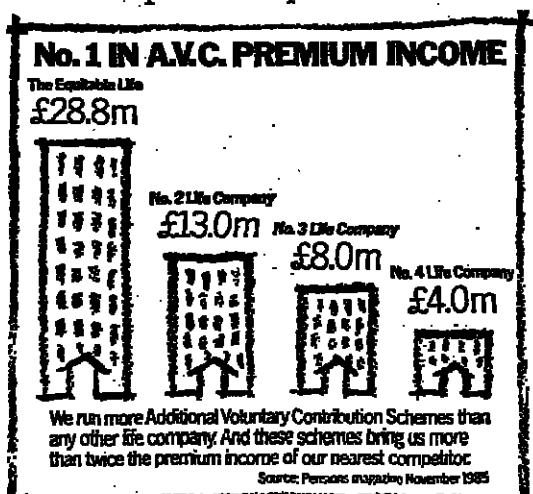 No. 1 IN A.V.C. PREMIUM INCOME
The Equitable Life
£28.8m
No. 2 Life Company
£13.0m
No. 3 Life Company
£8.0m
No. 4 Life Company
£4.0m
We run more Additional Voluntary Contribution Schemes than
any other life company. And these schemes bring us more
than twice the premium income of our nearest competitor.
Source: Pensions magazine November 1985